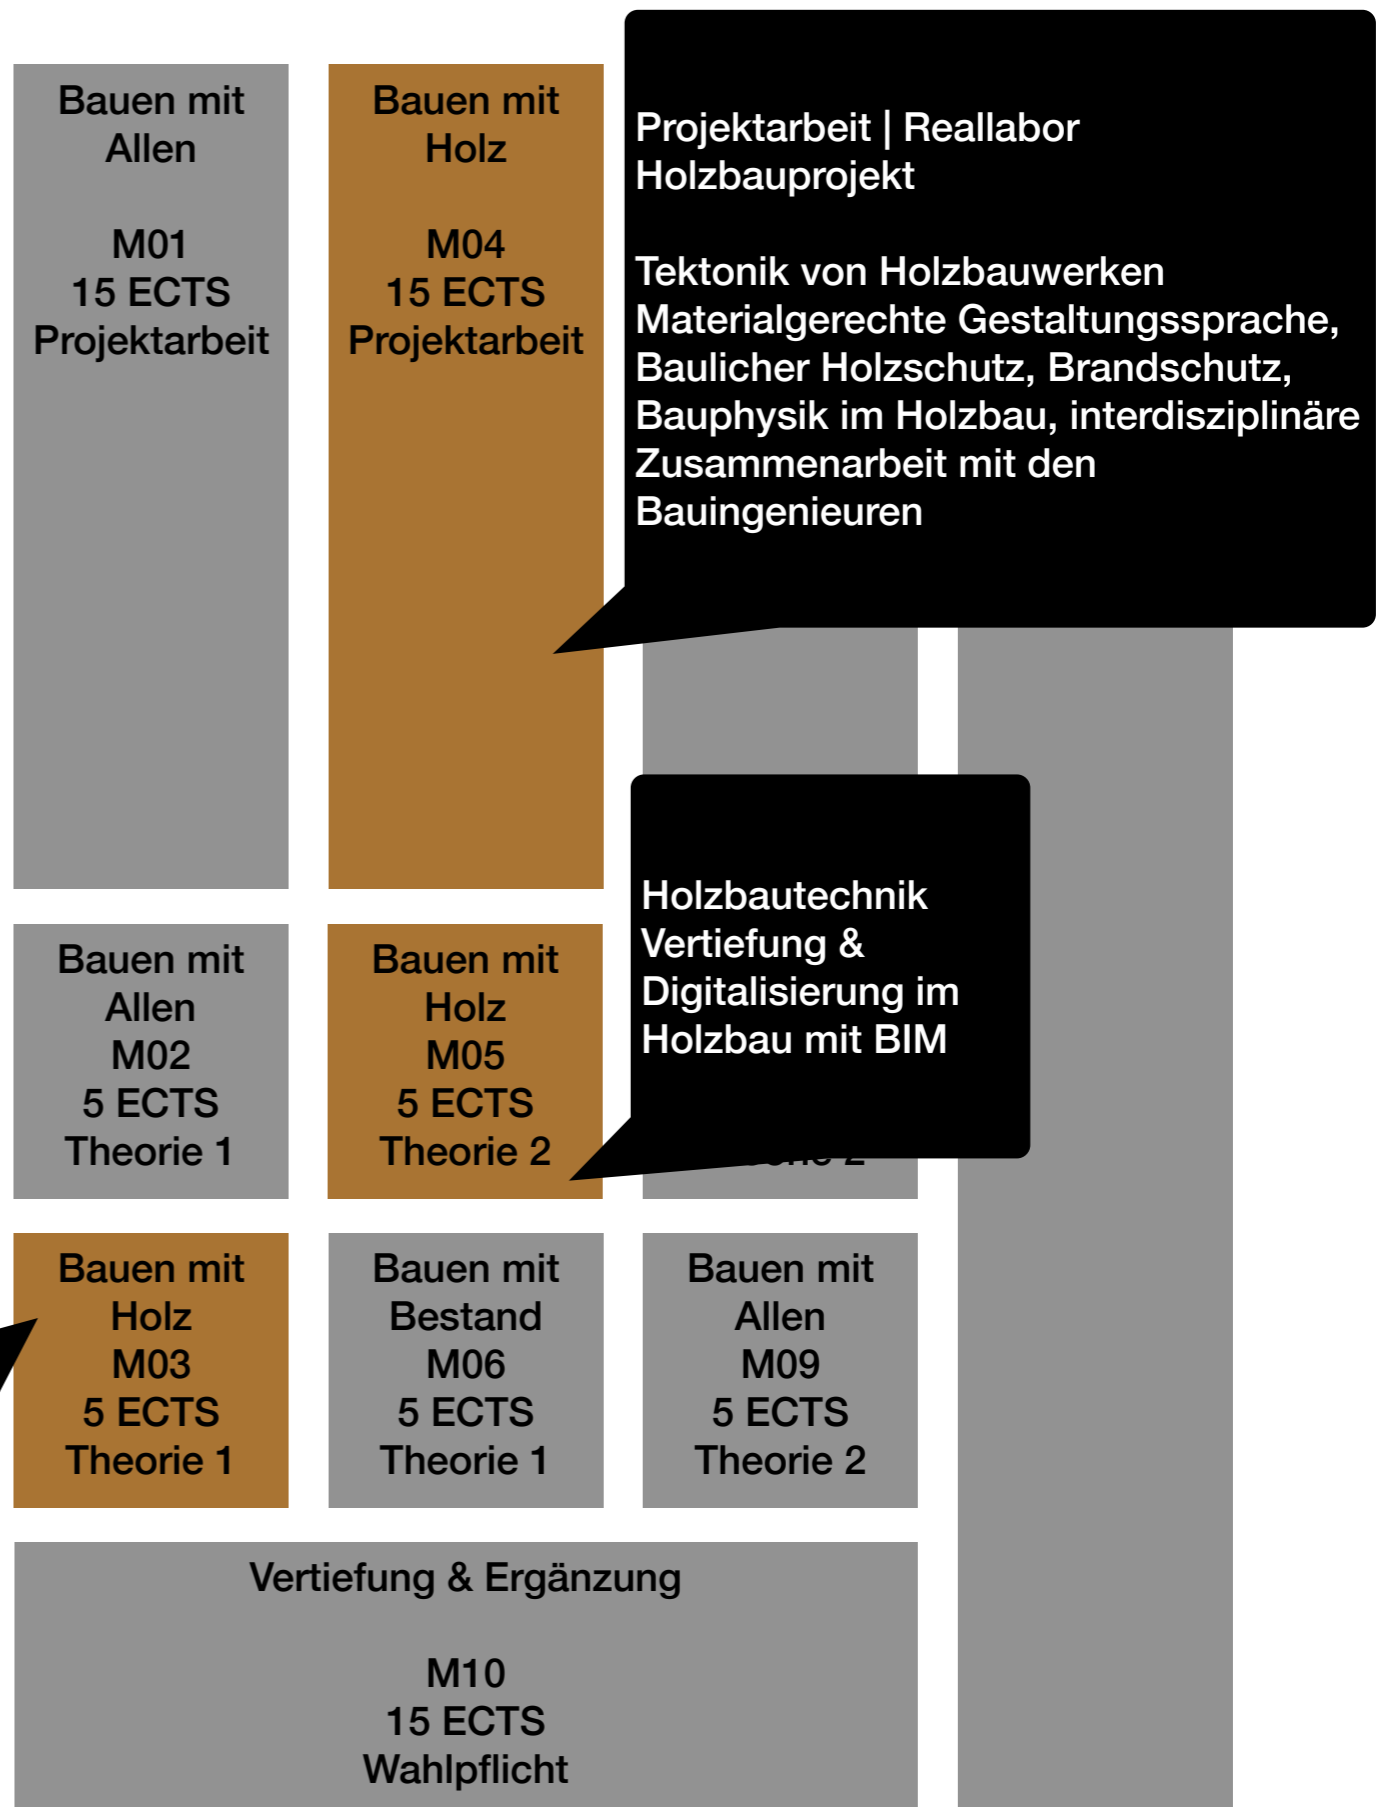 Bauen mit
Allen
M01
15 ECTS
Projektarbeit
Bauen mit
Holz
M04
15 ECTS
Projektarbeit
Projektarbeit | Reallabor
Holzbauprojekt
Tektonik von Holzbauwerken
Materialgerechte Gestaltungssprache,
Baulicher Holzschutz, Brandschutz,
Bauphysik im Holzbau, interdisziplinäre
Zusammenarbeit mit den
Bauingenieuren
Bauen mit
Allen
M02
5 ECTS
Theorie 1
Bauen mit
Holz
M05
5 ECTS
Theorie 2
Holzbautechnik
Vertiefung &
Digitalisierung im
Holzbau mit BIM
Bauen mit
Holz
M03
5 ECTS
Theorie 1
Bauen mit
Bestand
M06
5 ECTS
Theorie 1
Bauen mit
Allen
M09
5 ECTS
Theorie 2
Vertiefung & Ergänzung
M10
15 ECTS
Wahlpflicht